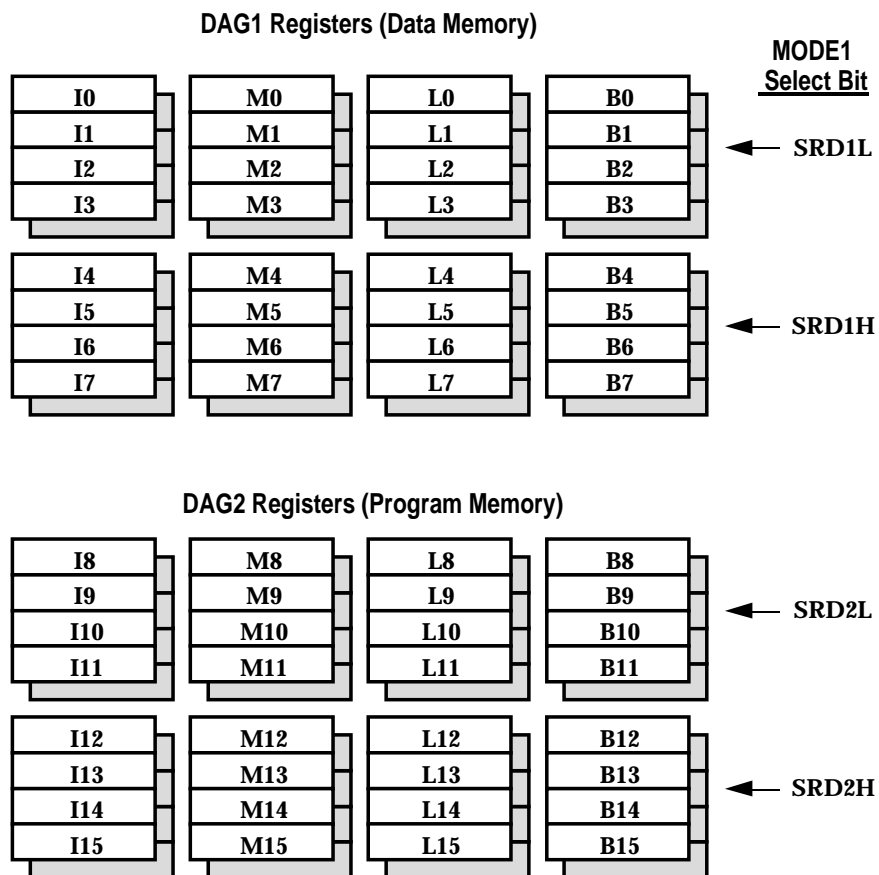 DAG1 Registers (Data Memory)
MODE1
Select Bit
I0 M0 L0 B0
I1 M1 L1 B1
SRD1L
I2 M2 L2 B2
I3 M3 L3 B3
I4 M4 L4 B4
I5 M5 L5 B5
SRD1H
I6 M6 L6 B6
I7 M7 L7 B7
DAG2 Registers (Program Memory)
I8 M8 L8 B8
I9 M9 L9 B9
SRD2L
I10 M10 L10 B10
I11 M11 L11 B11
I12 M12 L12 B12
I13 M13 L13 B13
SRD2H
I14 M14 L14 B14
I15 M15 L15 B15